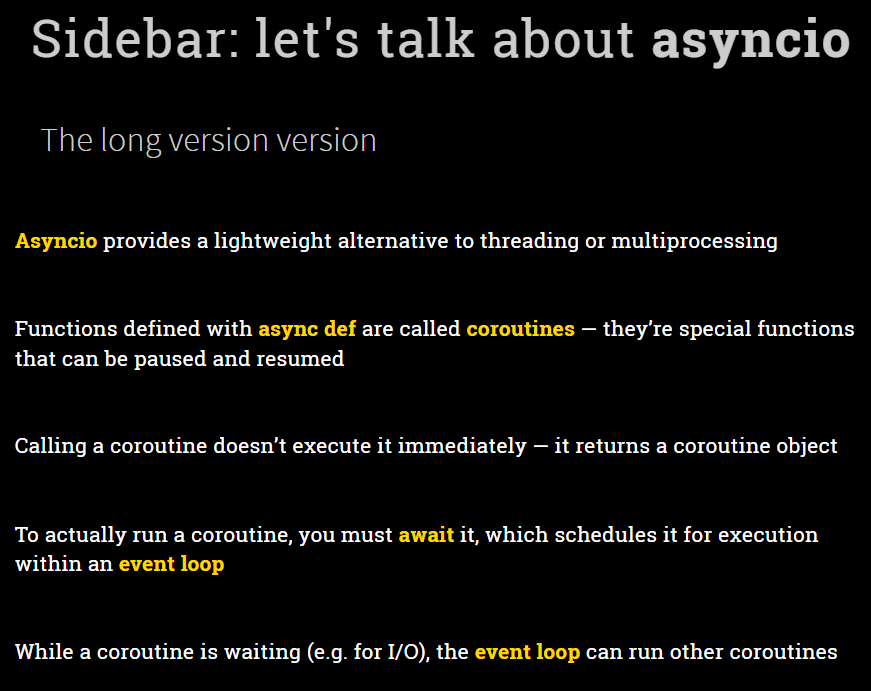 Sidebar: let's talk about asyncio
The long version version
Asyncio provides a lightweight alternative to threading or multiprocessing
Functions defined with async def are called coroutines — they’re special functions
that can be paused and resumed
Calling a coroutine doesn’t execute it immediately — it returns a coroutine object
To actually run a coroutine, you must await it, which schedules it for execution
within an event loop
While a coroutine is waiting (e.g. for I/O), the event loop can run other coroutines